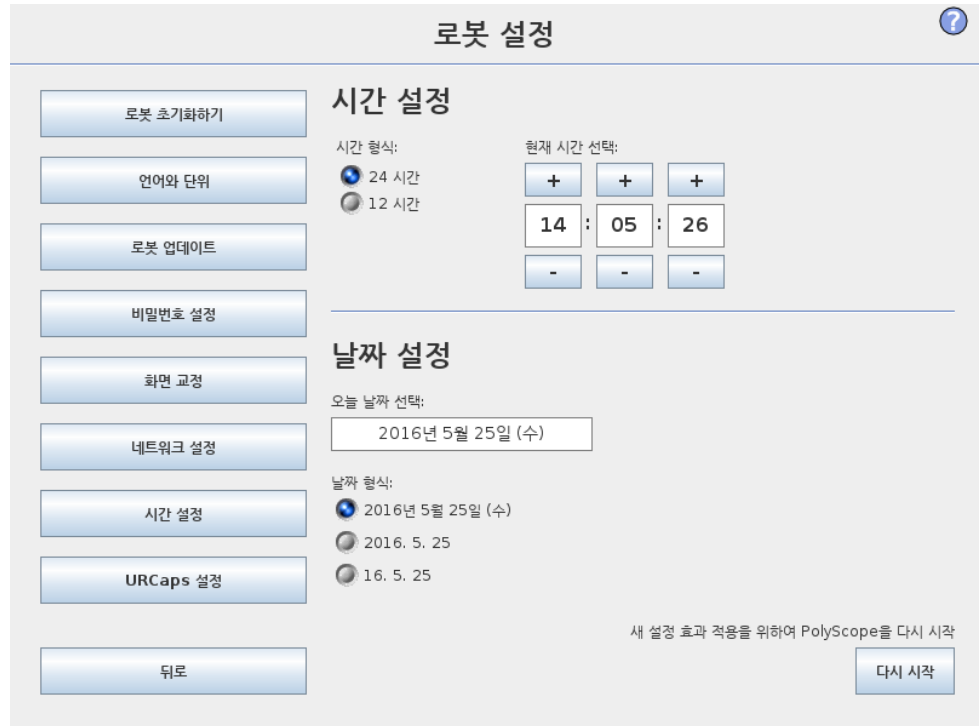 로봇 설정
?
로봇 초기화하기
언어와 단위
로봇 업데이트
비밀번호 설정
화면 교정
네트워크 설정
시간 설정
URCaps 설정
뒤로
시간 설정
시간 형식:
24 시간
12 시간
현재 시간 선택:
+ + +
14 : 05 : 26
- - -
날짜 설정
오늘 날짜 선택:
2016년 5월 25일 (수)
날짜 형식:
2016년 5월 25일 (수)
2016. 5. 25
16. 5. 25
새 설정 효과 적용을 위하여 PolyScope을 다시 시작
다시 시작